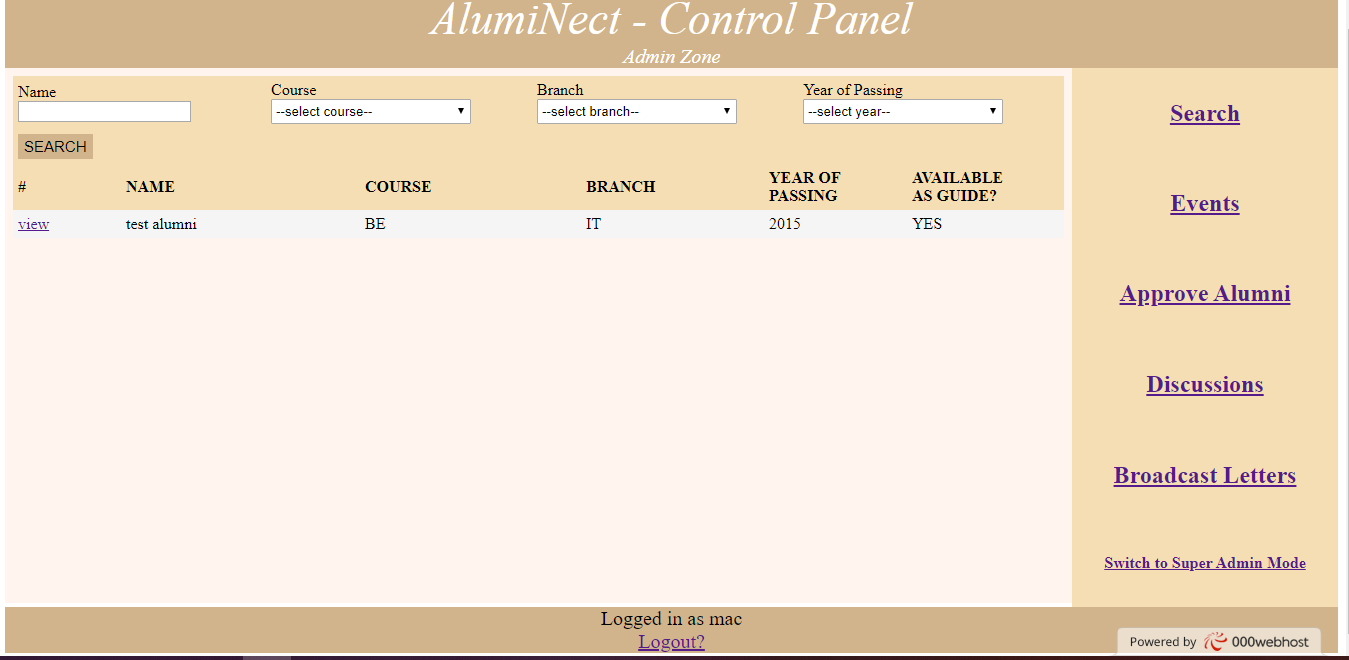 AlumiNect - Control Panel
Admin Zone
Name
Course
Branch
Year of Passing
--select course--
--select branch--
--select year--
SEARCH
#
NAME
COURSE
BRANCH
YEAR OF
PASSING
AVAILABLE
AS GUIDE?
view
test alumni
BE
IT
2015
YES
Search
Events
Approve Alumni
Discussions
Broadcast Letters
Switch to Super Admin Mode
Logged in as mac
Logout?
Powered by 000webhost